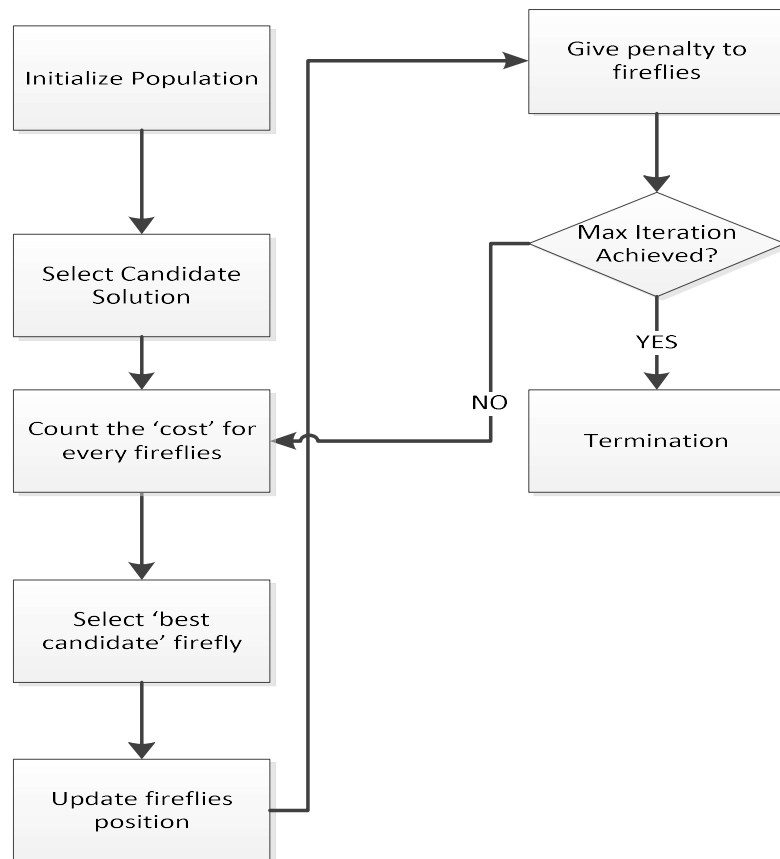 Initialize Population
Select Candidate
Solution
Count the ‘cost’ for
every fireflies
Select ‘best
candidate’ firefly
Update fireflies
position
Give penalty to
fireflies
Max Iteration
Achieved?
NO
YES
Termination